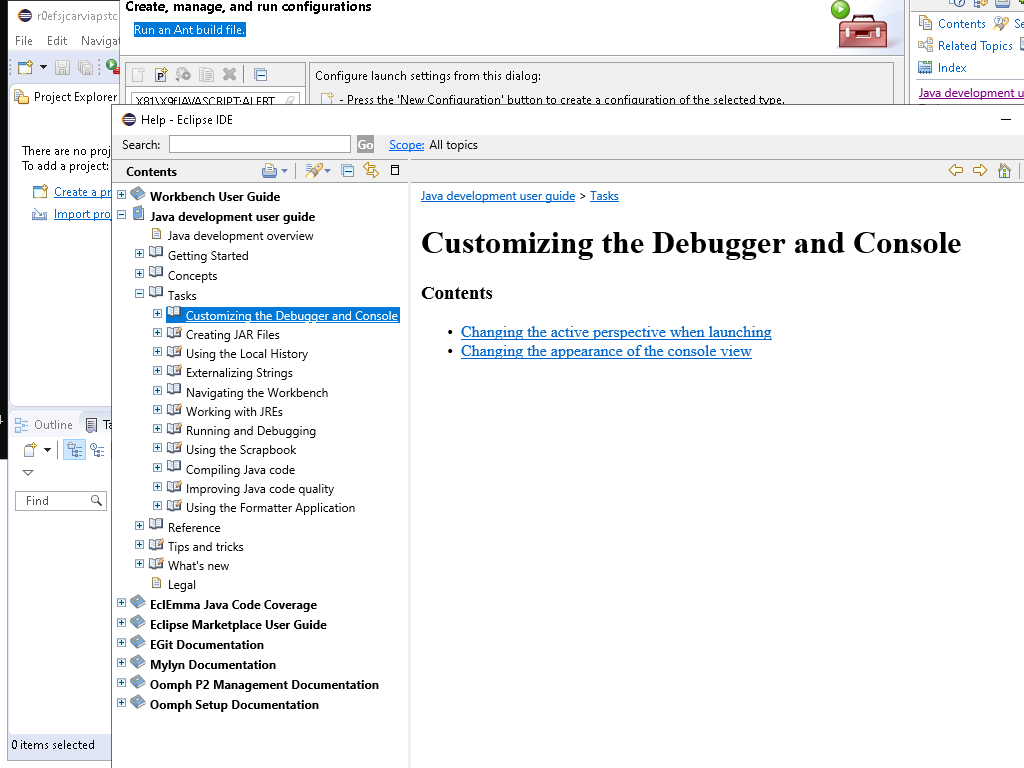 r0efsjcarviapstc
Create, manage, and run configurations
Run an Ant build file.
File Edit Navigat
Contents
Related Topics
Index
Configure launch settings from this dialog:
Project Explorer
X81\X9fJAVASCRIPT:ALERT
- Press the 'New Configuration' button to create a configuration of the selected type.
Java development u
Help - Eclipse IDE
Search:
Go
Scope: All topics
There are no proj
To add a project:
Create a pr
Import proj
Contents
Workbench User Guide
Java development user guide
Java development overview
Getting Started
Concepts
Tasks
Customizing the Debugger and Console
Creating JAR Files
Using the Local History
Externalizing Strings
Navigating the Workbench
Working with JREs
Running and Debugging
Using the Scrapbook
Compiling Java code
Improving Java code quality
Using the Formatter Application
Reference
Tips and tricks
What's new
Legal
EclEmma Java Code Coverage
Eclipse Marketplace User Guide
EGit Documentation
Mylyn Documentation
Oomph P2 Management Documentation
Oomph Setup Documentation
Java development user guide > Tasks
Customizing the Debugger and Console
Contents
Changing the active perspective when launching
Changing the appearance of the console view
Outline
Find
0 items selected